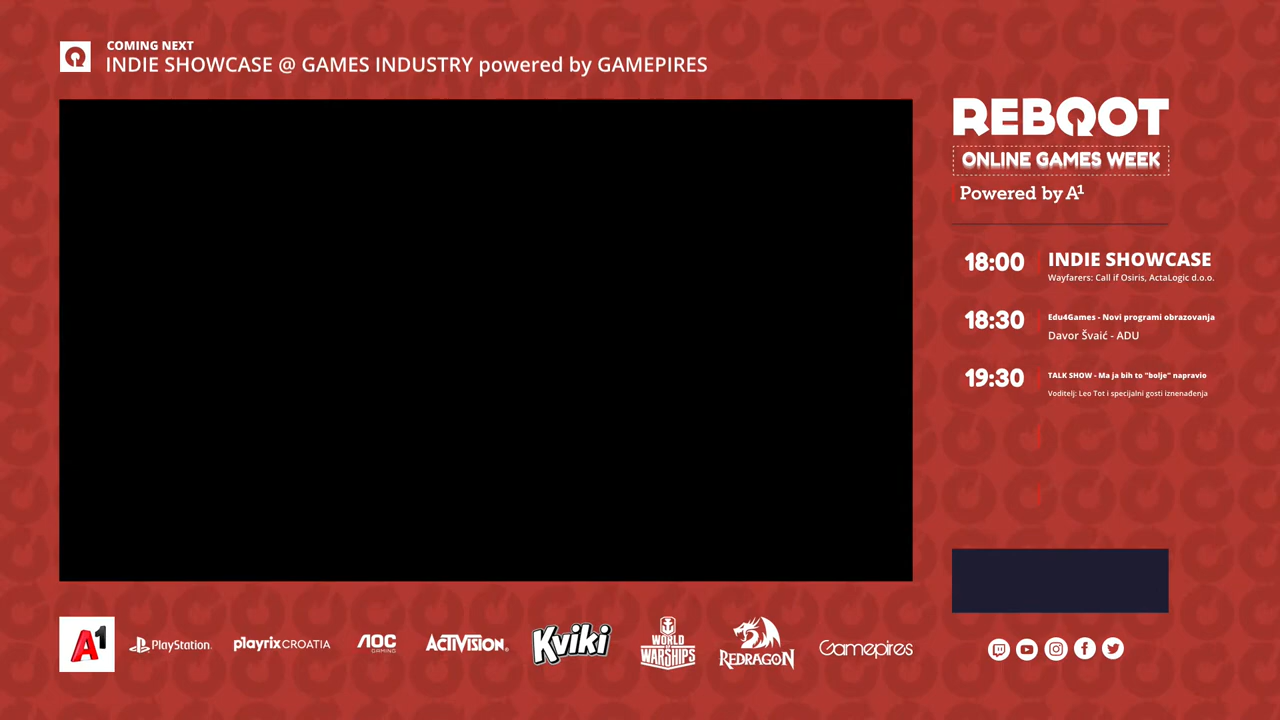 COMING NEXT
INDIE SHOWCASE @ GAMES INDUSTRY powered by GAMEPIRES
REBOOT
ONLINE GAMES WEEK
Powered by A1
18:00 INDIE SHOWCASE
Wayfarers: Call if Osiris, ActaLogic d.o.o.
18:30 Edu4Games - Novi programi obrazovanja
Davor Švaić - ADU
19:30 TALK SHOW - Ma ja bih to "bolje" napravio
Voditelj: Leo Tot i specijalni gosti iznenađenja
A1 PlayStation. playrix CROATIA AOC GAMING ACTIVISION. Kviki WORLD OF WARSHIPS REDRAGON Gamepires